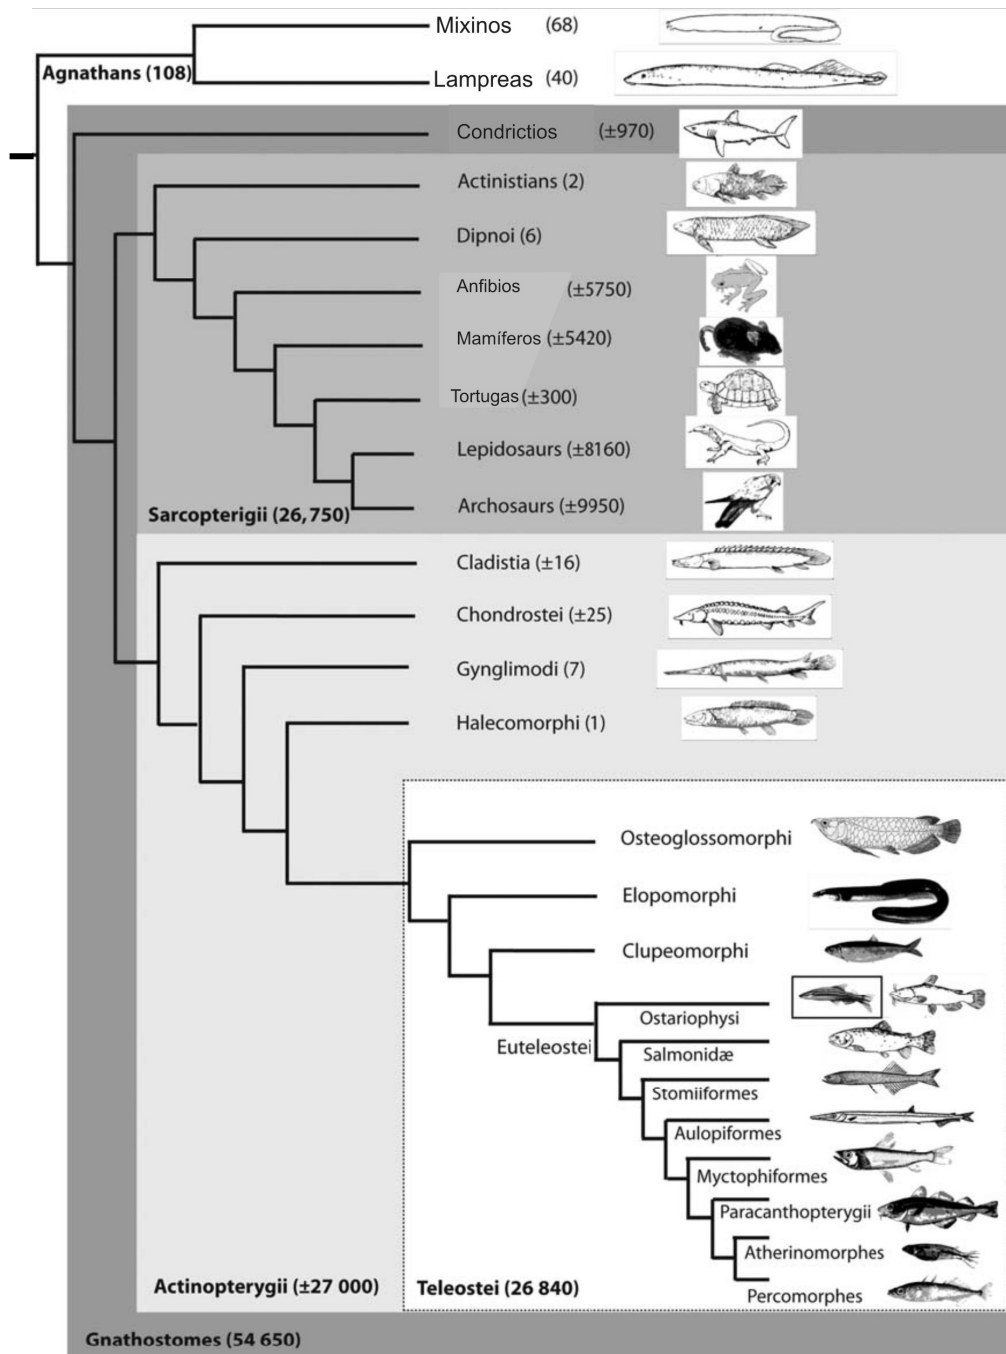 Mixinos (68)
Agnathans (108)
Lampreas (40)
Condrictios (±970)
Actinistians (2)
Dipnoi (6)
Anfibios (±5750)
Mamíferos (±5420)
Tortugas (±300)
Lepidosaurs (±8160)
Archosaurs (±9950)
Sarcopterigii (26,750)
Cladistia (±16)
Chondrostei (±25)
Gynglimodi (7)
Halecomorphi (1)
Osteoglossomorphi
Elopomorphi
Clupeomorphi
Ostariophysi
Euteleostei
Salmonidæ
Stomiiformes
Aulopiformes
Myctophiformes
Paracanthopterygii
Atherinomorphes
Percomorphes
Actinopterygii (±27 000)
Teleostei (26 840)
Gnathostomes (54 650)